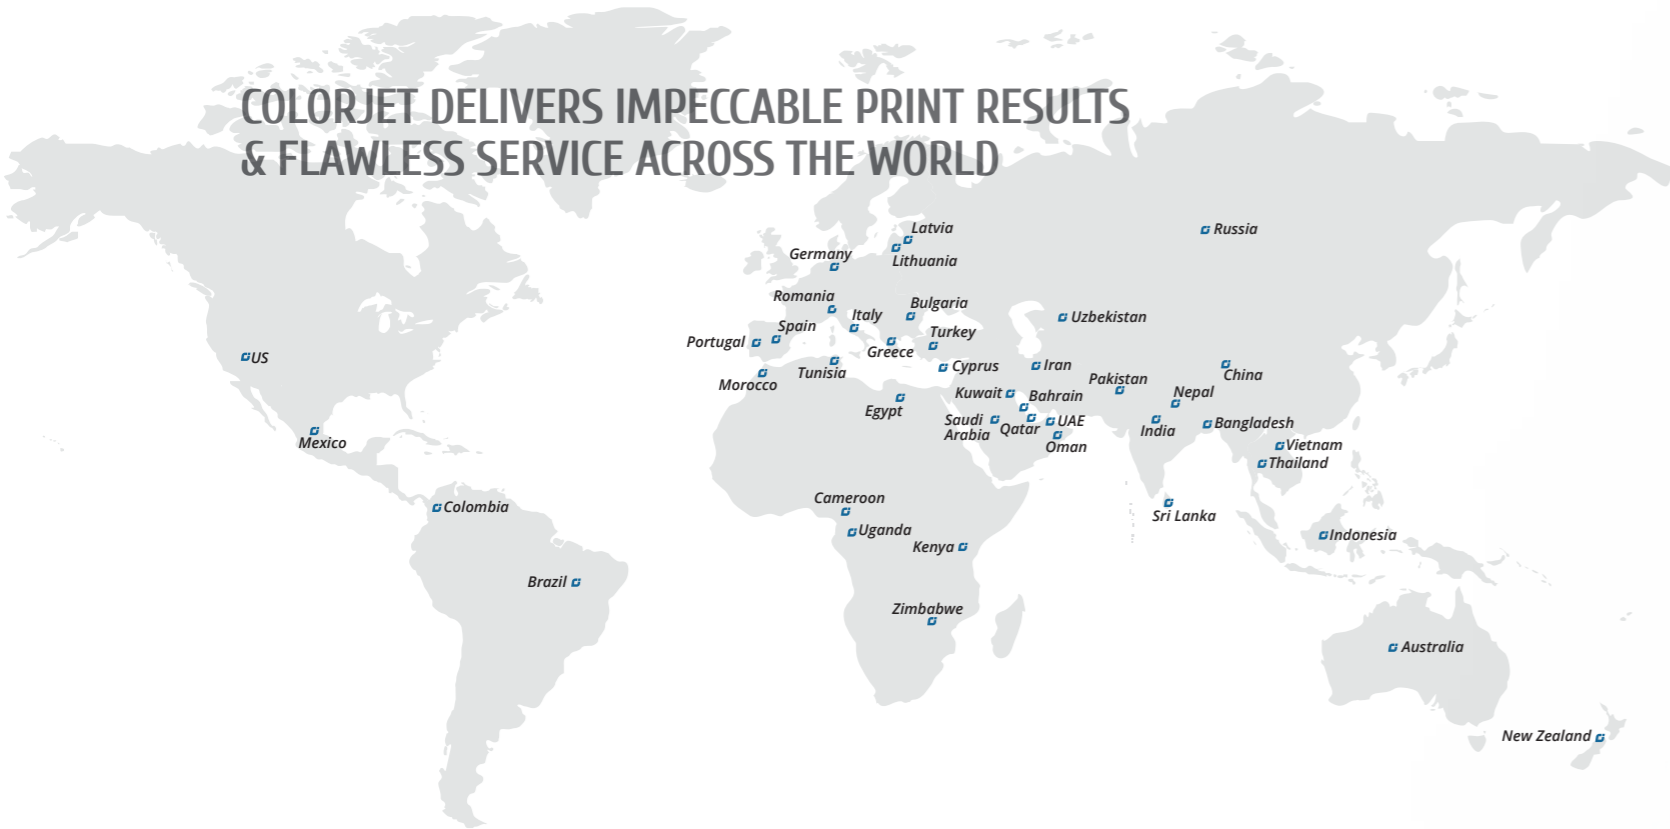 COLORJET DELIVERS IMPECCABLE PRINT RESULTS
& FLAWLESS SERVICE ACROSS THE WORLD
Latvia
Russia
Germany
Lithuania
Romania
Bulgaria
Italy
Uzbekistan
Spain
Turkey
Portugal
Greece
US
Cyprus
Iran
Tunisia
China
Pakistan
Morocco
Nepal
Kuwait
Bahrain
Egypt
Saudi
Arabia
Qatar
UAE
Bangladesh
India
Mexico
Oman
Vietnam
Thailand
Cameroon
Colombia
Sri Lanka
Uganda
Indonesia
Kenya
Brazil
Zimbabwe
Australia
New Zealand